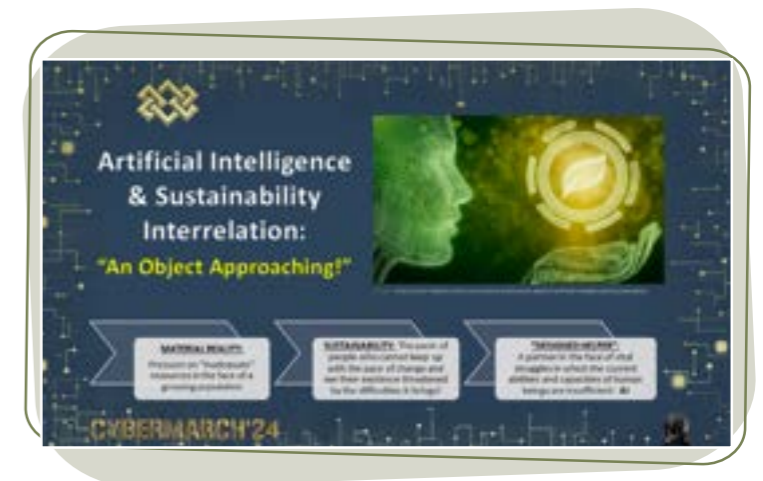 Artificial Intelligence
& Sustainability
Interrelation:
"An Object Approaching!"
MATERIAL REALITY:
Pressure on "inadequate"
resources in the face of a
growing population
SUSTAINABILITY: The panic of
people who cannot keep up
with the pace of change and
see their existence threatened
by the difficulties it brings!
"DESIGNED HELPER":
A partner in the face of vital
struggles in which the current
abilities and capacities of human
beings are insufficient: AI
CYBERMARCH'24